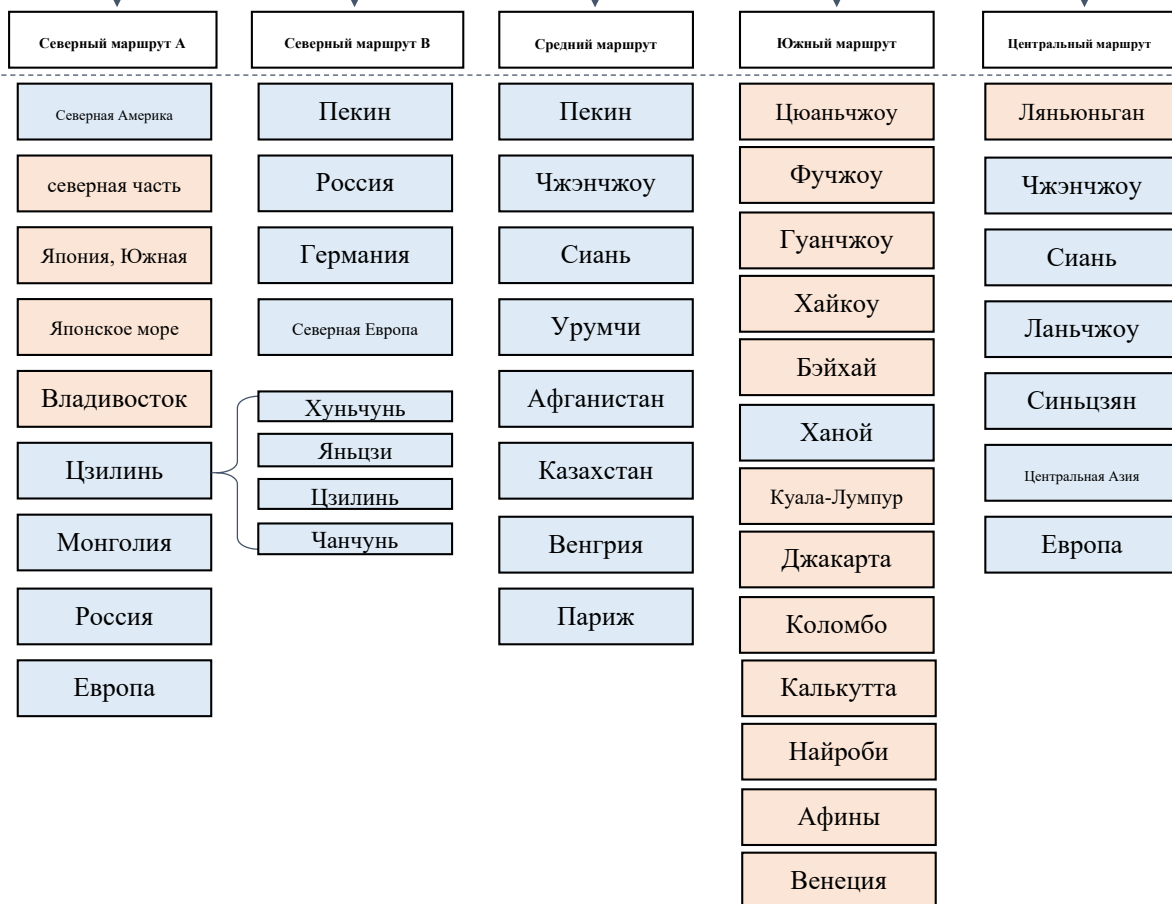 Северный маршрут А
Северный маршрут В
Средний маршрут
Южный маршрут
Центральный маршрут
Северная Америка
северная часть
Япония, Южная
Японское море
Владивосток
Цзилинь
Монголия
Россия
Европа
Пекин
Россия
Германия
Северная Европа
Хуньчунь
Яньцзи
Цзилинь
Чанчунь
Пекин
Чжэнчжоу
Сиань
Урумчи
Афганистан
Казахстан
Венгрия
Париж
Цюаньчжоу
Фучжоу
Гуанчжоу
Хайкоу
Бэйхай
Ханой
Куала-Лумпур
Джакарта
Коломбо
Калькутта
Найроби
Афины
Венеция
Ляньюньган
Чжэнчжоу
Сиань
Ланьчжоу
Синьцзян
Центральная Азия
Европа